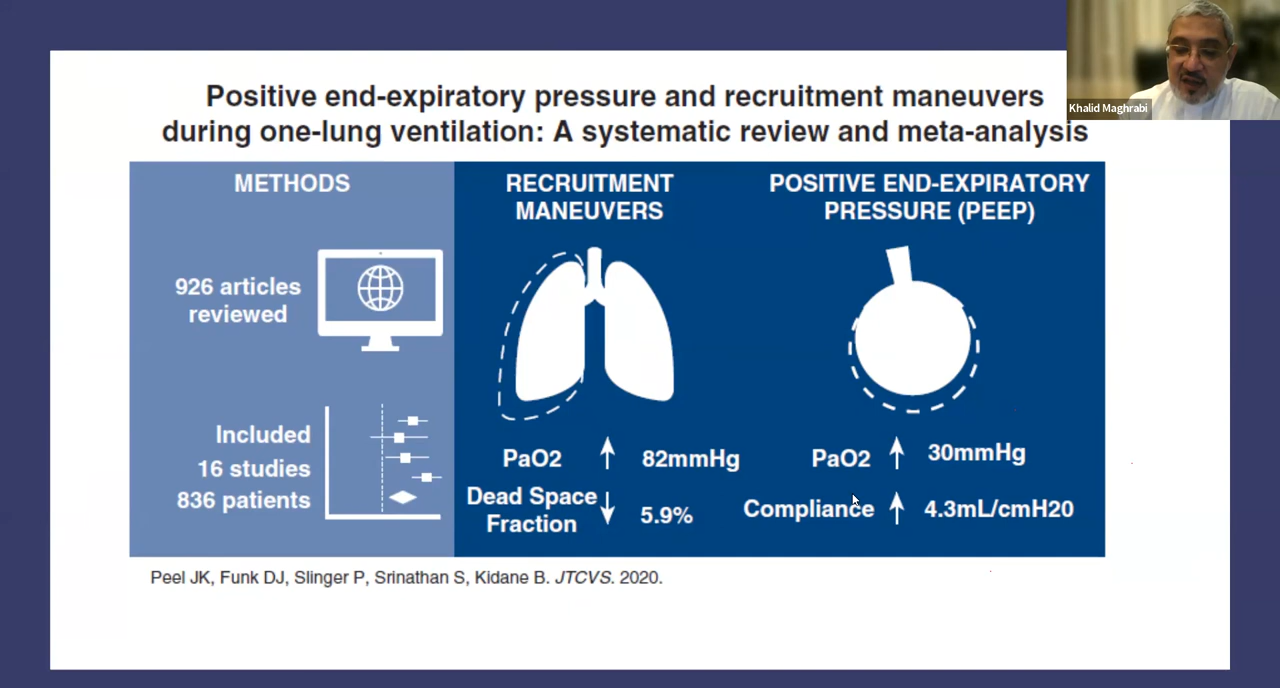 Positive end-expiratory pressure and recruitment maneuvers
during one-lung ventilation: A systematic review and meta-analysis
Khalid Maghrabi
METHODS
926 articles
reviewed
Included
16 studies
836 patients
RECRUITMENT
MANEUVERS
PaO2 82mmHg
Dead Space
Fraction 5.9%
POSITIVE END-EXPIRATORY
PRESSURE (PEEP)
PaO2 30mmHg
Compliance 4.3mL/cmH20
Peel JK, Funk DJ, Slinger P, Srinathan S, Kidane B. JTCVS. 2020.